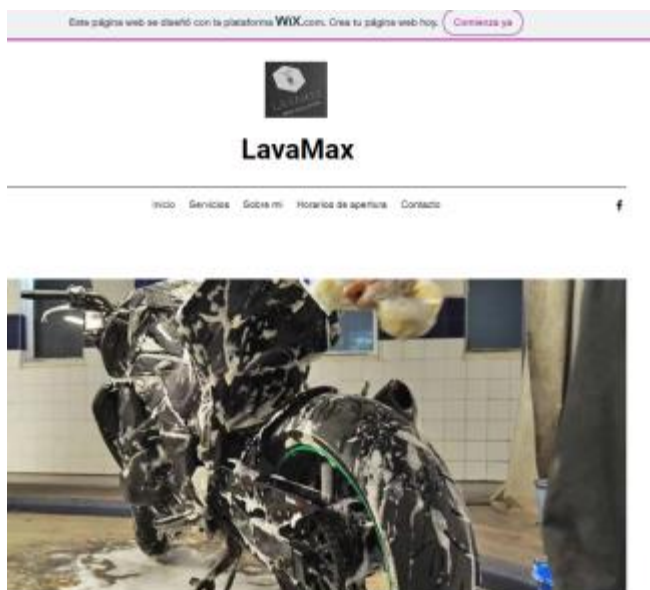 Este página web se diseñó con la plataforma WiX.com. Crea tu página web hoy. Comienza ya
LavaMax
Inicio Servicios Sobre mi Horarios de apertura Contacto
f